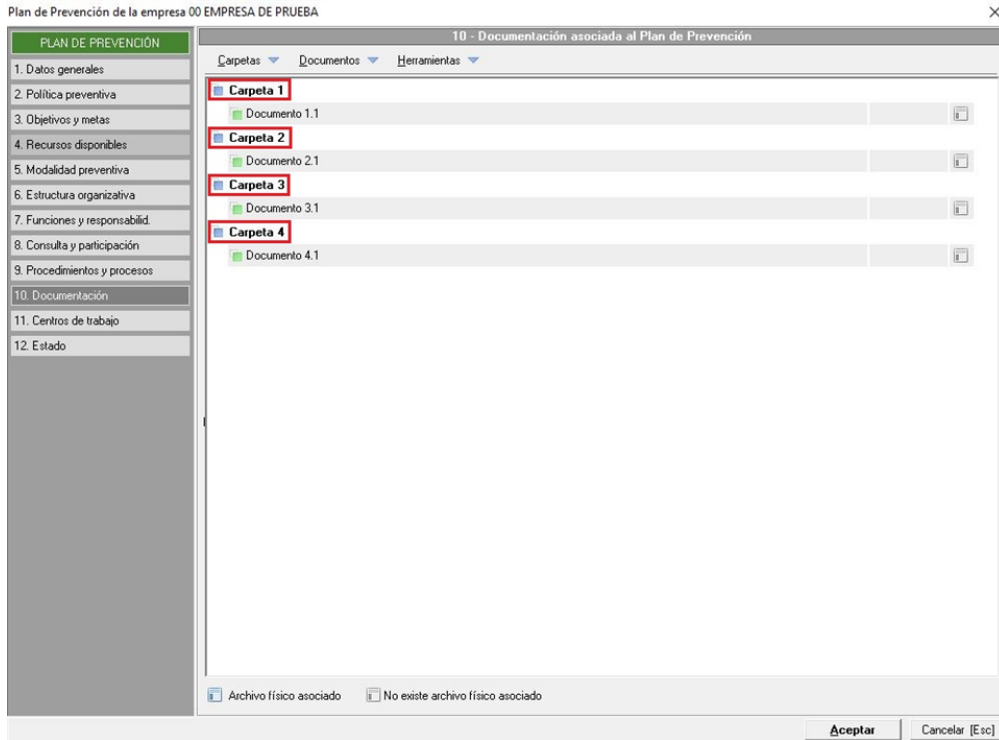 Plan de Prevención de la empresa 00 EMPRESA DE PRUEBA
PLAN DE PREVENCIÓN
1. Datos generales
2. Política preventiva
3. Objetivos y metas
4. Recursos disponibles
5. Modalidad preventiva
6. Estructura organizativa
7. Funciones y responsabilid.
8. Consulta y participación
9. Procedimientos y procesos
10. Documentación
11. Centros de trabajo
12. Estado
10 - Documentación asociada al Plan de Prevención
Carpetas Documentos Herramientas
Carpeta 1
Documento 1.1
Carpeta 2
Documento 2.1
Carpeta 3
Documento 3.1
Carpeta 4
Documento 4.1
Archivo físico asociado No existe archivo físico asociado
Aceptar Cancelar [Esc]